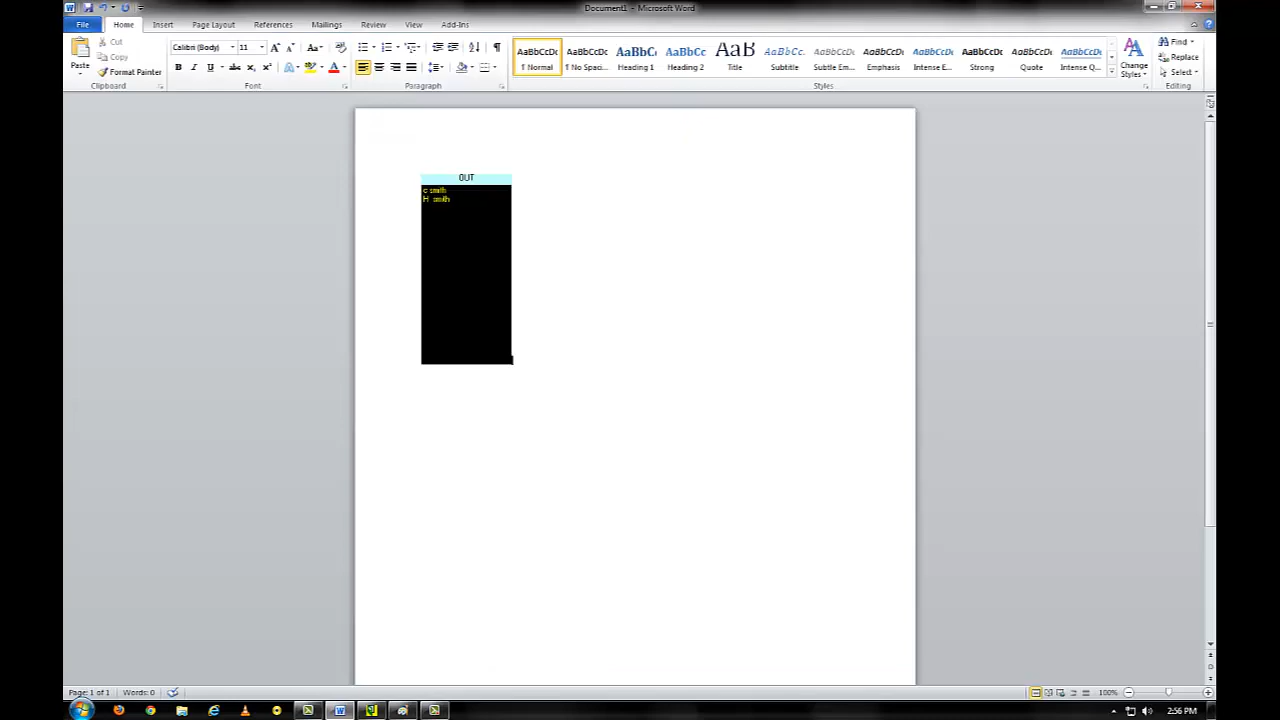 Document1 - Microsoft Word
File Home Insert Page Layout References Mailings Review View Add-Ins
Paste
Cut
Copy
Format Painter
Clipboard
Calibri (Body) 11
Font
Paragraph
AaBbCcDc AaBbCcDc AaBbC AaBbCc AaB AaBbCc. AaBbCcDc AaBbCcDc AaBbCcDc AaBbCcDc AaBbCcDc AaBbCcDc
¶ Normal ¶ No Spaci... Heading 1 Heading 2 Title Subtitle Subtle Em... Emphasis Intense E... Strong Quote Intense Q...
Styles
Change
Styles
Find
Replace
Select
Editing
OUT
c smith
H smith
Page: 1 of 1 Words: 0
100%
2:56 PM